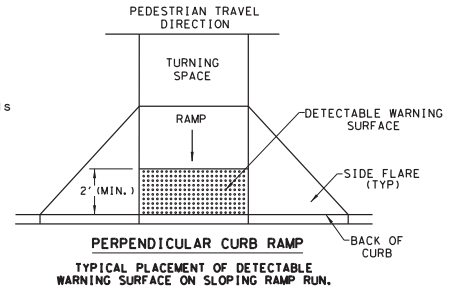 PEDESTRIAN TRAVEL
DIRECTION
TURNING
SPACE
s
RAMP
DETECTABLE WARNING
SURFACE
2' (MIN.)
SIDE FLARE
(TYP)
BACK OF
CURB
PERPENDICULAR CURB RAMP
TYPICAL PLACEMENT OF DETECTABLE
WARNING SURFACE ON SLOPING RAMP RUN.